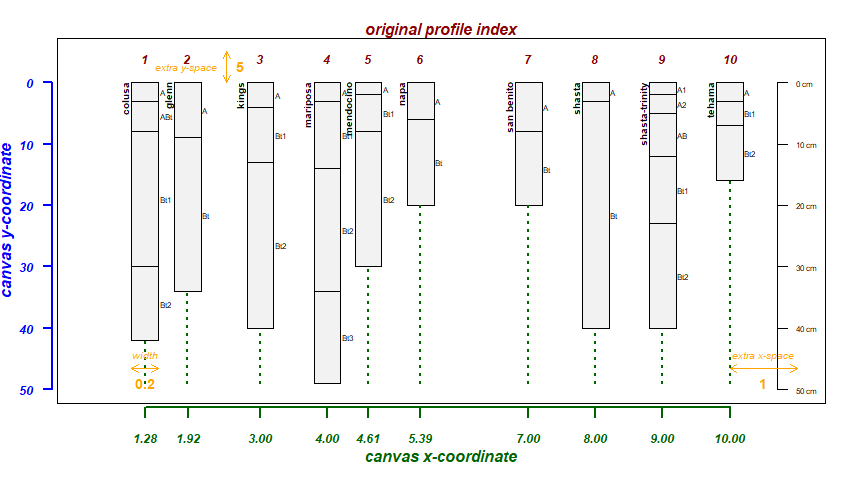 original profile index
1 2 3 4 5 6 7 8 9 10
extra y-space 5
colusa
glenn
kings
mariposa
mendocino
napa
san benito
shasta
shasta-trinity
tehama
A
ABt
Bt1
Bt2
A
Bt
A
Bt1
Bt2
A
Bt1
Bt2
Bt3
A
Bt1
Bt2
A
Bt
A
Bt
A
Bt
A1
A2
AB
Bt1
Bt2
A
Bt1
Bt2
canvas y-coordinate
0
10
20
30
40
50
0 cm
10 cm
20 cm
30 cm
40 cm
50 cm
width
0.2
extra x-space
1
1.28 1.92 3.00 4.00 4.61 5.39 7.00 8.00 9.00 10.00
canvas x-coordinate